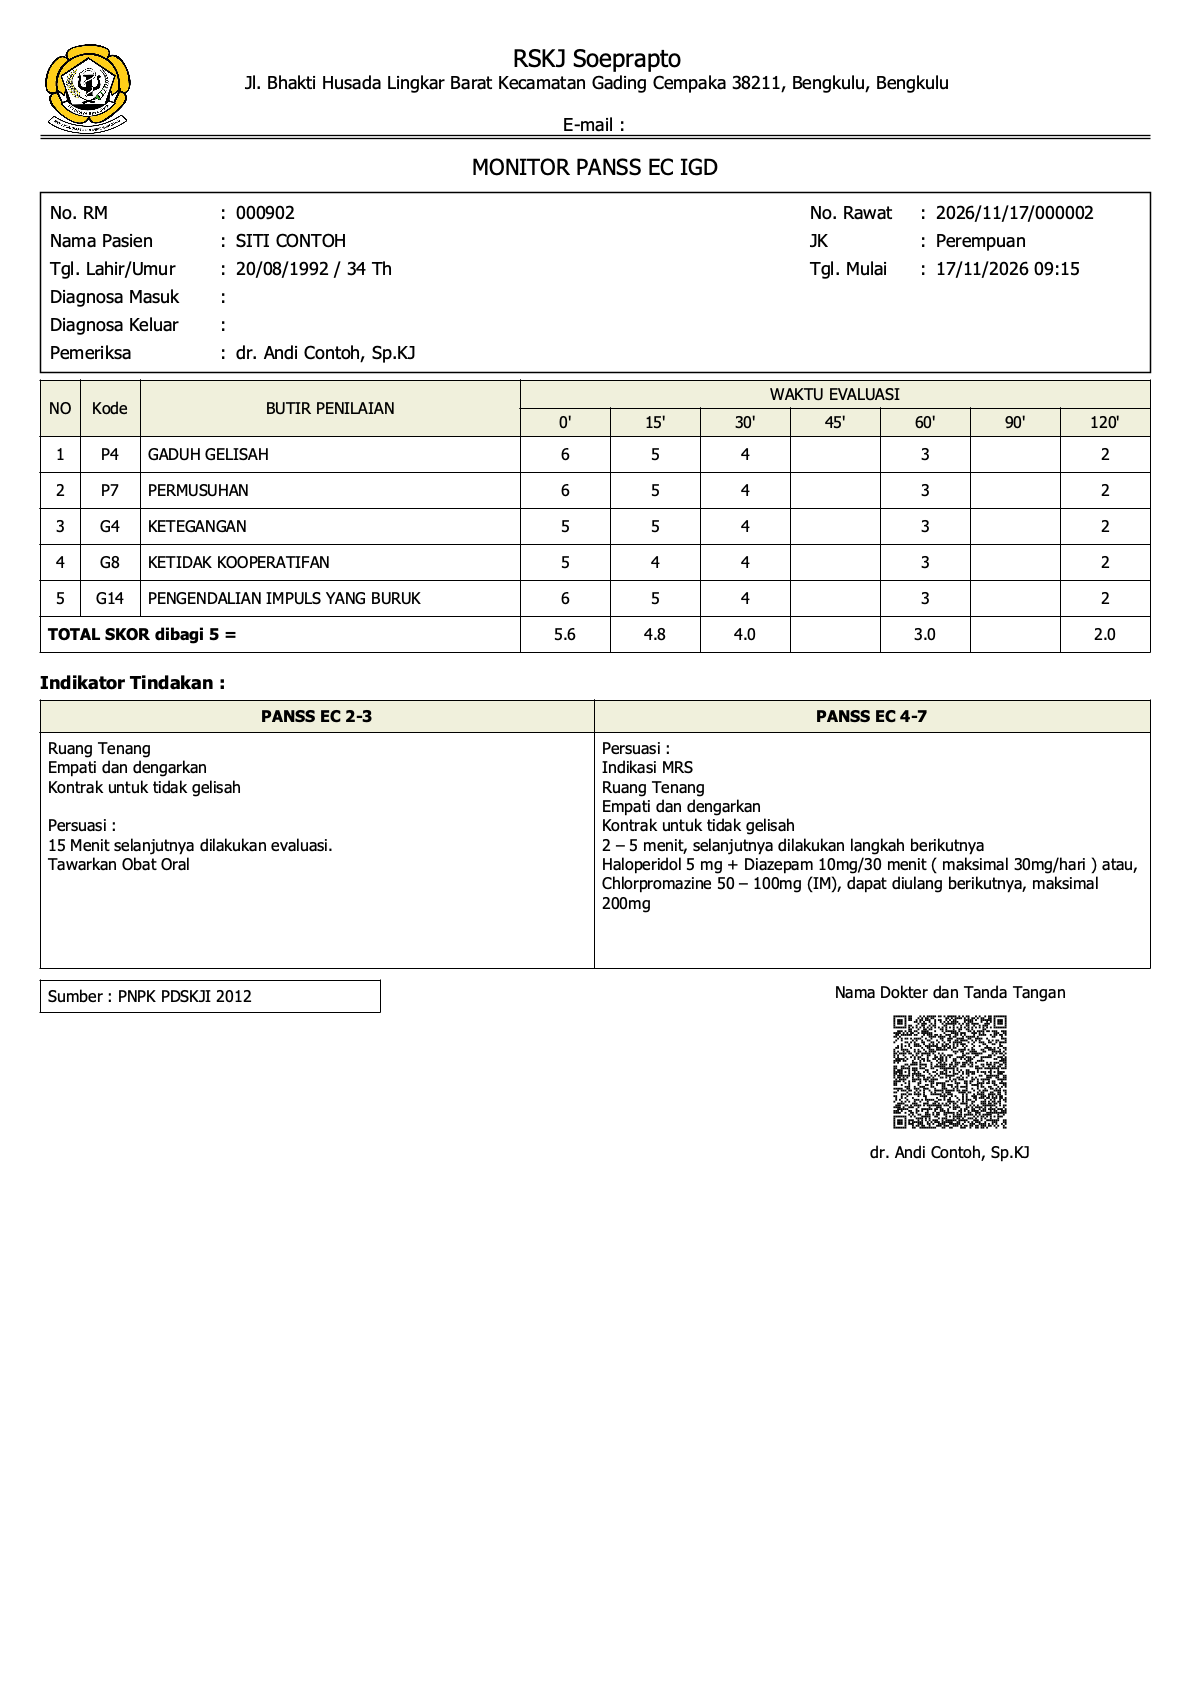 RSKJ Soeprapto
Jl. Bhakti Husada Lingkar Barat Kecamatan Gading Cempaka 38211, Bengkulu, Bengkulu
E-mail :
MONITOR PANSS EC IGD
No. RM : 000902 No. Rawat : 2026/11/17/000002
Nama Pasien : SITI CONTOH JK : Perempuan
Tgl. Lahir/Umur : 20/08/1992 / 34 Th Tgl. Mulai : 17/11/2026 09:15
Diagnosa Masuk :
Diagnosa Keluar :
Pemeriksa : dr. Andi Contoh, Sp.KJ
NO Kode BUTIR PENILAIAN WAKTU EVALUASI
0' 15' 30' 45' 60' 90' 120'
1 P4 GADUH GELISAH 6 5 4 3 2
2 P7 PERMUSUHAN 6 5 4 3 2
3 G4 KETEGANGAN 5 5 4 3 2
4 G8 KETIDAK KOOPERATIFAN 5 4 4 3 2
5 G14 PENGENDALIAN IMPULS YANG BURUK 6 5 4 3 2
TOTAL SKOR dibagi 5 = 5.6 4.8 4.0 3.0 2.0
Indikator Tindakan :
PANSS EC 2-3
Ruang Tenang
Empati dan dengarkan
Kontrak untuk tidak gelisah
Persuasi :
15 Menit selanjutnya dilakukan evaluasi.
Tawarkan Obat Oral
PANSS EC 4-7
Persuasi :
Indikasi MRS
Ruang Tenang
Empati dan dengarkan
Kontrak untuk tidak gelisah
2 – 5 menit, selanjutnya dilakukan langkah berikutnya
Haloperidol 5 mg + Diazepam 10mg/30 menit ( maksimal 30mg/hari ) atau,
Chlorpromazine 50 – 100mg (IM), dapat diulang berikutnya, maksimal
200mg
Sumber : PNPK PDSKJI 2012
Nama Dokter dan Tanda Tangan
dr. Andi Contoh, Sp.KJ